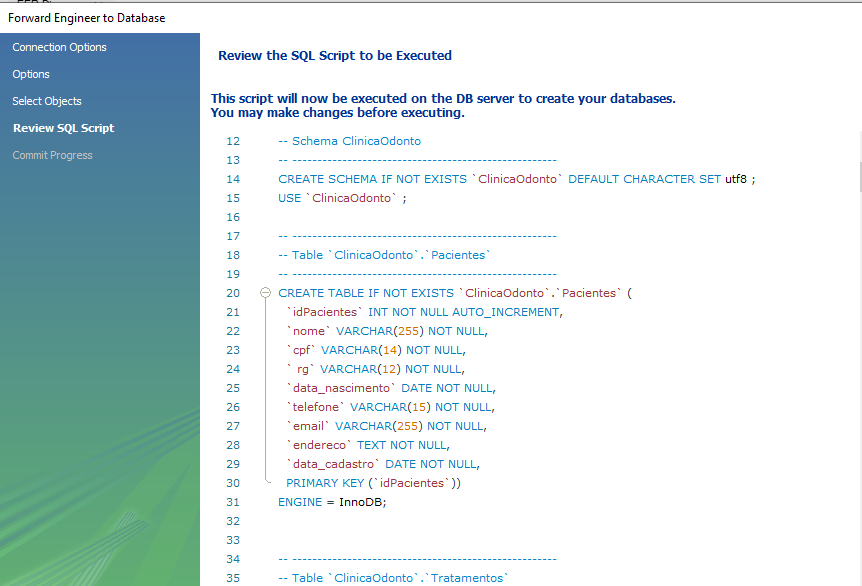 Forward Engineer to Database
Connection Options
Options
Select Objects
Review SQL Script
Commit Progress
Review the SQL Script to be Executed
This script will now be executed on the DB server to create your databases.
You may make changes before executing.
12 -- Schema ClinicaOdonto
13 -- -----------------------------------------------------
14 CREATE SCHEMA IF NOT EXISTS `ClinicaOdonto` DEFAULT CHARACTER SET utf8 ;
15 USE `ClinicaOdonto` ;
16
17 -- -----------------------------------------------------
18 -- Table `ClinicaOdonto`.`Pacientes`
19 -- -----------------------------------------------------
20 CREATE TABLE IF NOT EXISTS `ClinicaOdonto`.`Pacientes` (
21 `idPacientes` INT NOT NULL AUTO_INCREMENT,
22 `nome` VARCHAR(255) NOT NULL,
23 `cpf` VARCHAR(14) NOT NULL,
24 ` rg` VARCHAR(12) NOT NULL,
25 `data_nascimento` DATE NOT NULL,
26 `telefone` VARCHAR(15) NOT NULL,
27 `email` VARCHAR(255) NOT NULL,
28 `endereco` TEXT NOT NULL,
29 `data_cadastro` DATE NOT NULL,
30 PRIMARY KEY (`idPacientes`))
31 ENGINE = InnoDB;
32
33
34 -- -----------------------------------------------------
35 -- Table `ClinicaOdonto`.`Tratamentos`